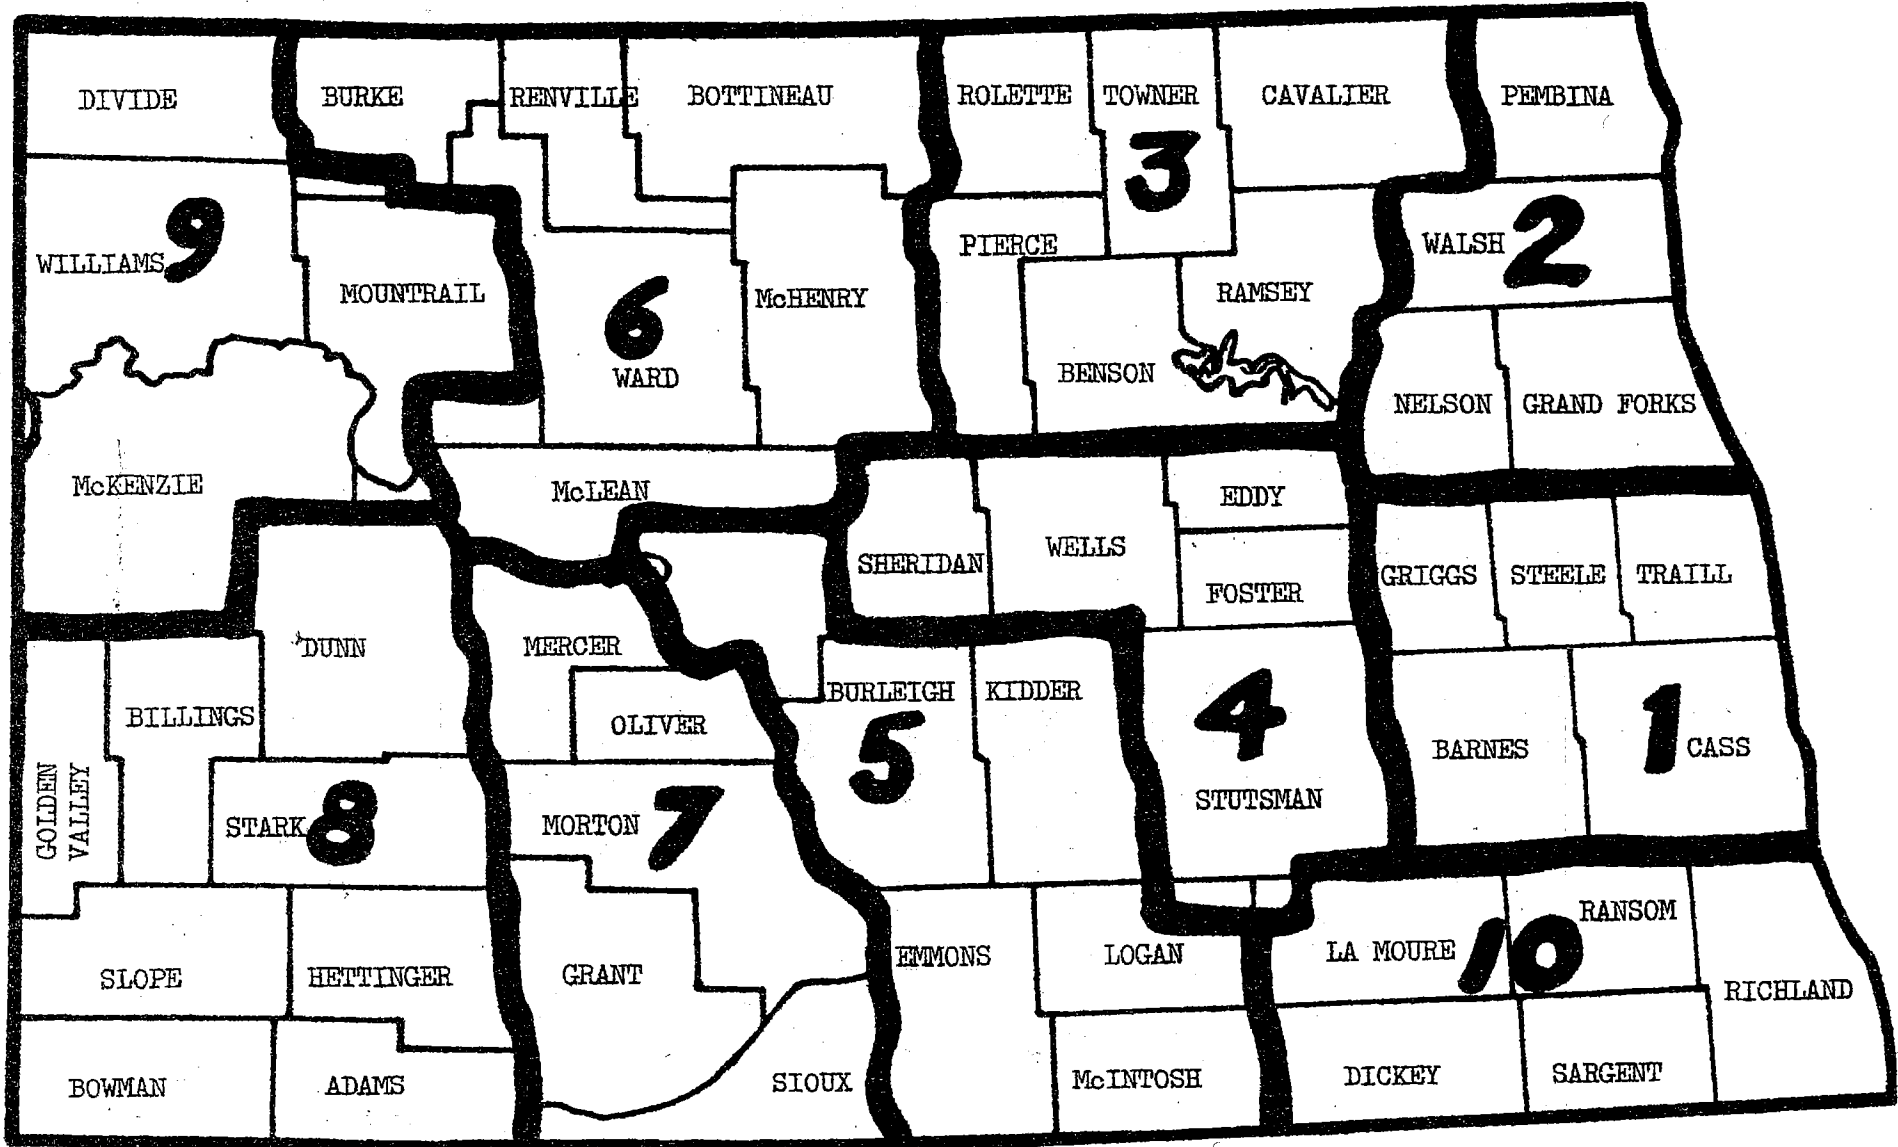 DIVIDE
BURKE
RENVILLE
BOTTINEAU
ROLETTE
TOWNER
CAVALIER
PEMBINA
3
9
WILLIAMS
MOUNTRAIL
6
McHENRY
WARD
PIERCE
BENSON
RAMSEY
WALSH
2
NELSON
GRAND FORKS
McKENZIE
McLEAN
SHERIDAN
WELLS
EDDY
FOSTER
GRIGGS
STEELE
TRAILL
DUNN
MERCER
OLIVER
BURLEIGH
KIDDER
5
4
STUTSMAN
BARNES
1
CASS
BILLINGS
GOLDEN
VALLEY
STARK
8
MORTON
7
SLOPE
HETTINGER
GRANT
EMMONS
LOGAN
LA MOURE
10
RANSOM
RICHLAND
BOWMAN
ADAMS
SIOUX
McINTOSH
DICKEY
SARGENT